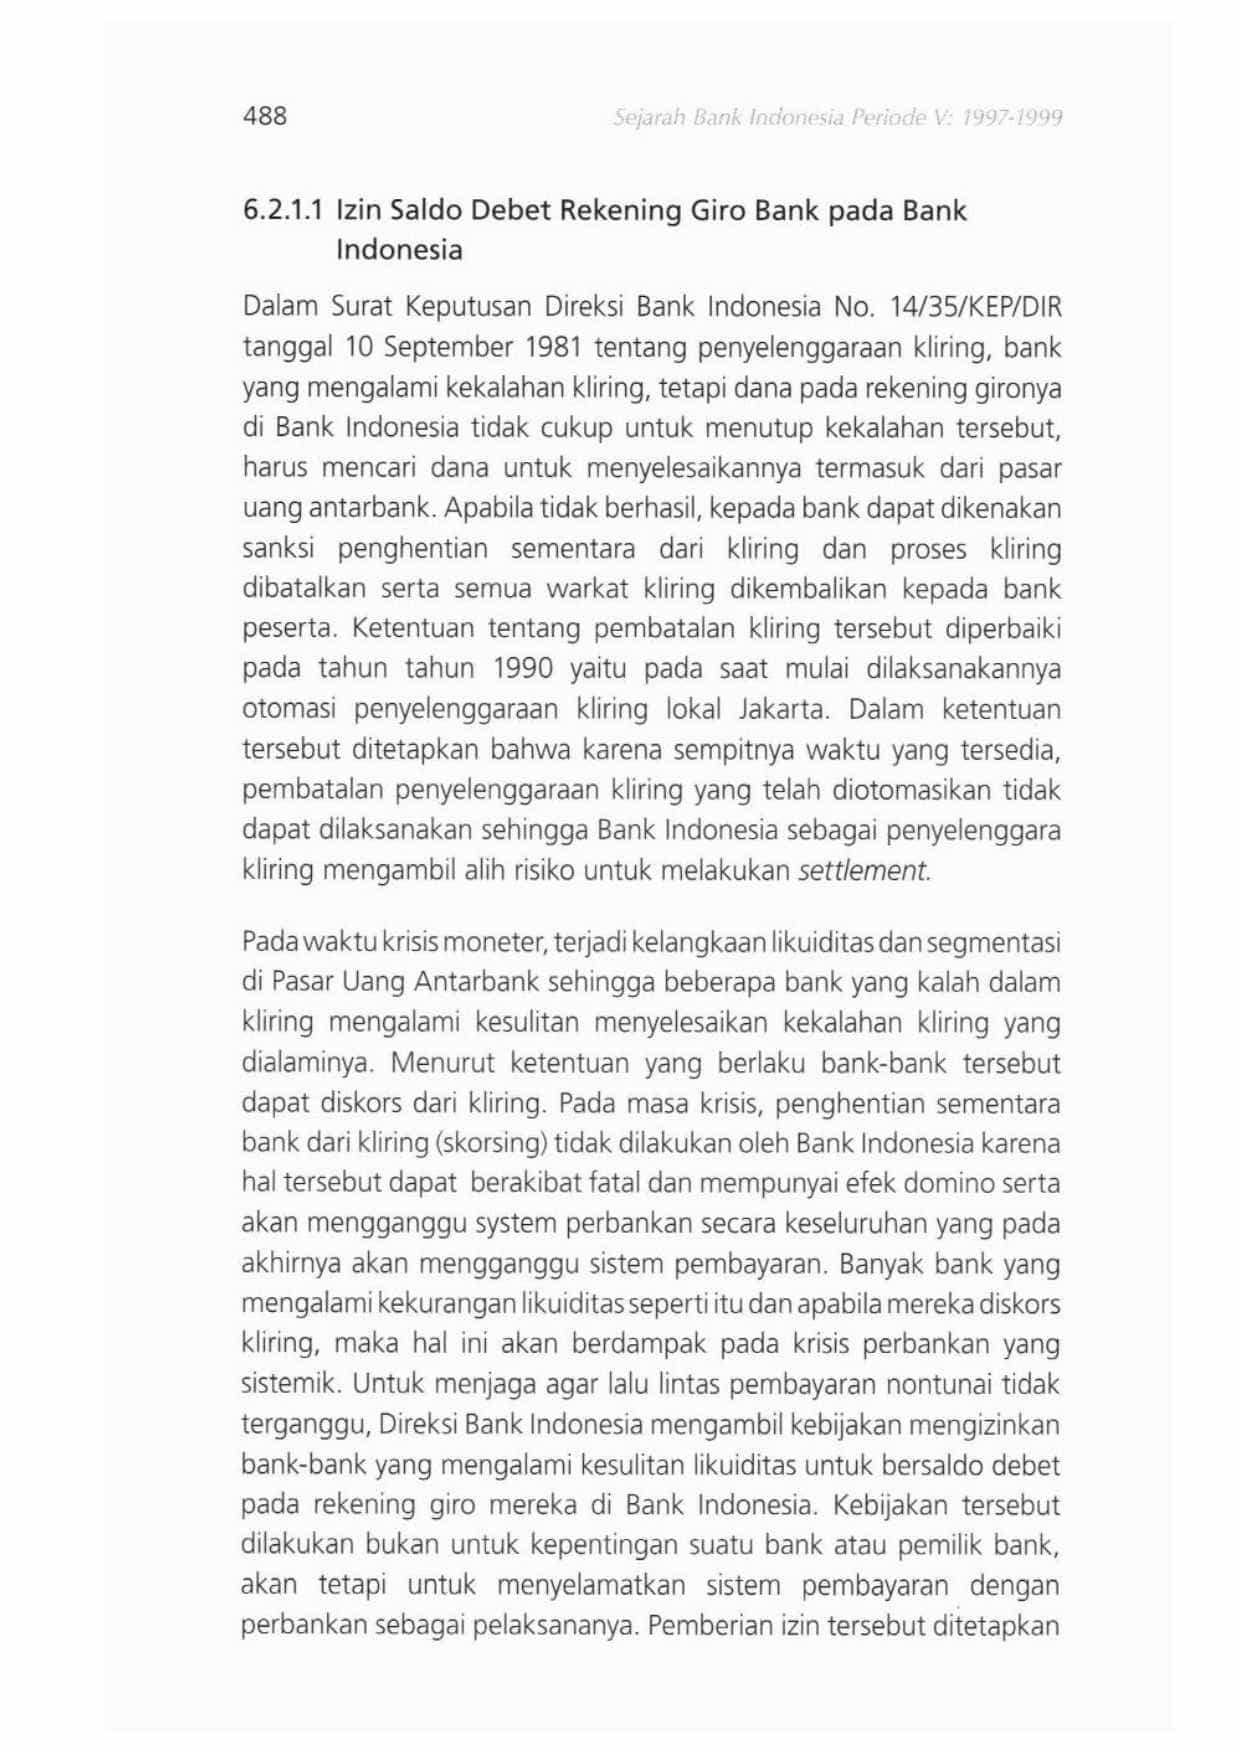 488
Sejarah Bank Indonesia Periode V: 1997-1999
6.2.1.1 Izin Saldo Debet Rekening Giro Bank pada Bank
Indonesia
Dalam Surat Keputusan Direksi Bank Indonesia No. 14/35/KEP/DIR
tanggal 10 September 1981 tentang penyelenggaraan kliring, bank
yang mengalami kekalahan kliring, tetapi dana pada rekening gironya
di Bank Indonesia tidak cukup untuk menutup kekalahan tersebut,
harus mencari dana untuk menyelesaikannya termasuk dari pasar
uang antarbank. Apabila tidak berhasil, kepada bank dapat dikenakan
sanksi penghentian sementara dari kliring dan proses kliring
dibatalkan serta semua warkat kliring dikembalikan kepada bank
peserta. Ketentuan tentang pembatalan kliring tersebut diperbaiki
pada tahun tahun 1990 yaitu pada saat mulai dilaksanakannya
otomasi penyelenggaraan kliring lokal Jakarta. Dalam ketentuan
tersebut ditetapkan bahwa karena sempitnya waktu yang tersedia,
pembatalan penyelenggaraan kliring yang telah diotomasikan tidak
dapat dilaksanakan sehingga Bank Indonesia sebagai penyelenggara
kliring mengambil alih risiko untuk melakukan settlement.
Pada waktu krisis moneter, terjadi kelangkaan likuiditas dan segmentasi
di Pasar Uang Antarbank sehingga beberapa bank yang kalah dalam
kliring mengalami kesulitan menyelesaikan kekalahan kliring yang
dialaminya. Menurut ketentuan yang berlaku bank-bank tersebut
dapat diskors dari kliring. Pada masa krisis, penghentian sementara
bank dari kliring (skorsing) tidak dilakukan oleh Bank Indonesia karena
hal tersebut dapat berakibat fatal dan mempunyai efek domino serta
akan mengganggu system perbankan secara keseluruhan yang pada
akhirnya akan mengganggu sistem pembayaran. Banyak bank yang
mengalami kekurangan likuiditas seperti itu dan apabila mereka diskors
kliring, maka hal ini akan berdampak pada krisis perbankan yang
sistemik. Untuk menjaga agar lalu lintas pembayaran nontunai tidak
terganggu, Direksi Bank Indonesia mengambil kebijakan mengizinkan
bank-bank yang mengalami kesulitan likuiditas untuk bersaldo debet
pada rekening giro mereka di Bank Indonesia. Kebijakan tersebut
dilakukan bukan untuk kepentingan suatu bank atau pemilik bank,
akan tetapi untuk menyelamatkan sistem pembayaran dengan
perbankan sebagai pelaksananya. Pemberian izin tersebut ditetapkan